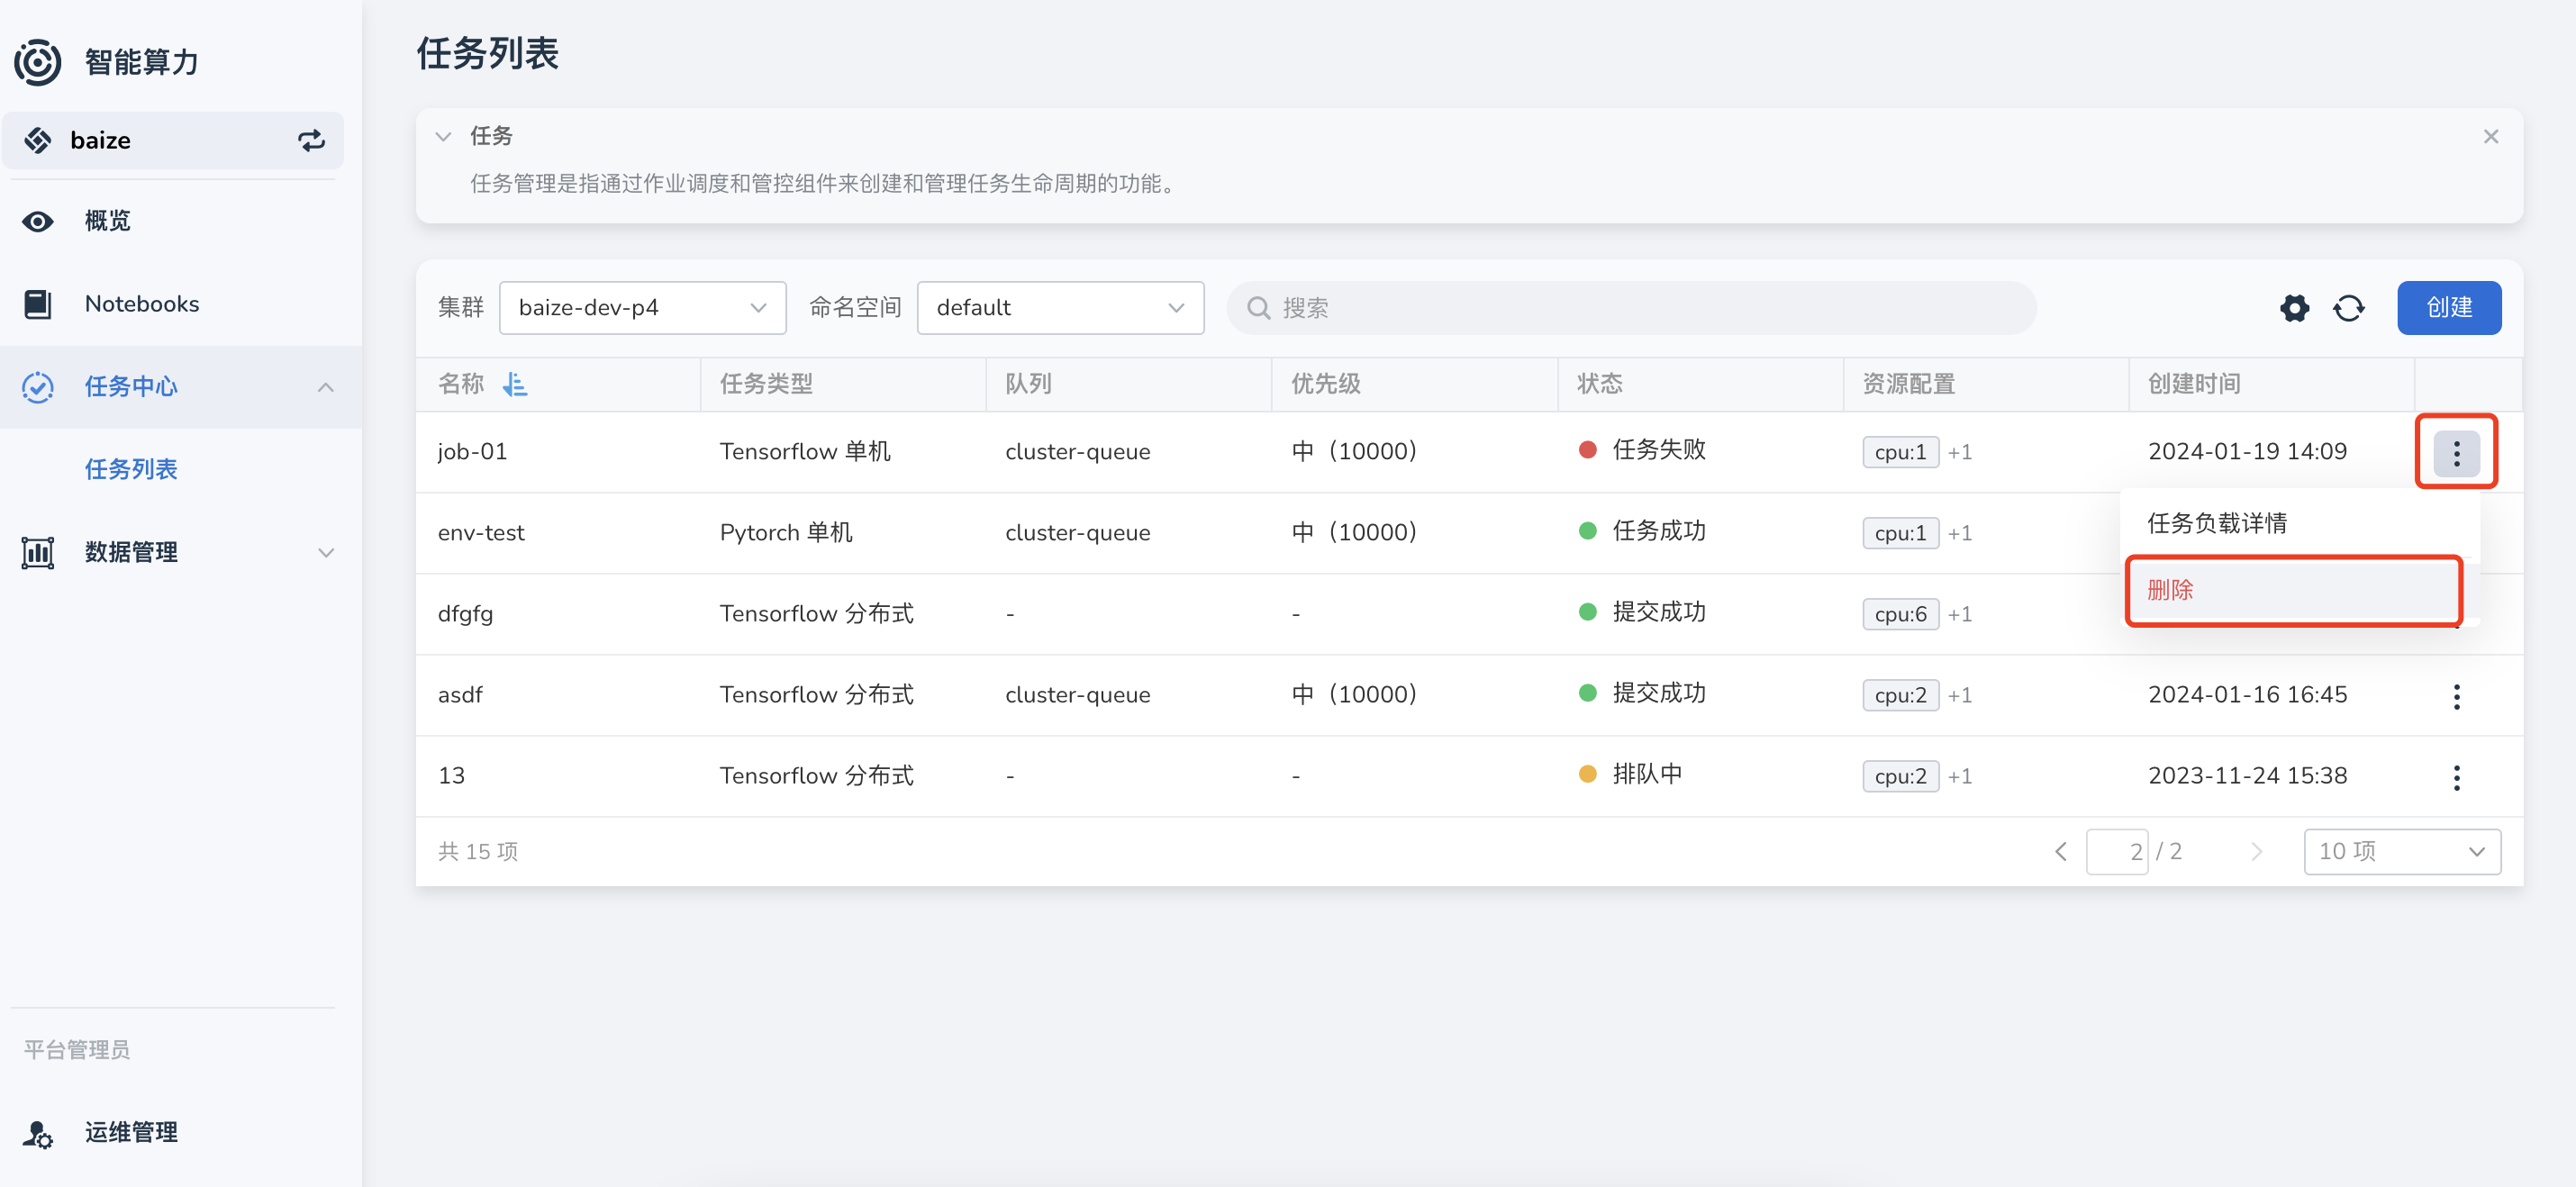 智能算力
baize
概览
Notebooks
任务中心
任务列表
数据管理
平台管理员
运维管理
任务列表
任务
任务管理是指通过作业调度和管控组件来创建和管理任务生命周期的功能。
集群 baize-dev-p4 命名空间 default 搜索 创建
名称 任务类型 队列 优先级 状态 资源配置 创建时间
job-01 Tensorflow 单机 cluster-queue 中（10000） 任务失败 cpu:1 +1 2024-01-19 14:09
env-test Pytorch 单机 cluster-queue 中（10000） 任务成功 cpu:1 +1
任务负载详情
删除
dfgfg Tensorflow 分布式 - - 提交成功 cpu:6 +1
asdf Tensorflow 分布式 cluster-queue 中（10000） 提交成功 cpu:2 +1 2024-01-16 16:45
13 Tensorflow 分布式 - - 排队中 cpu:2 +1 2023-11-24 15:38
共 15 项 2 / 2 10 项